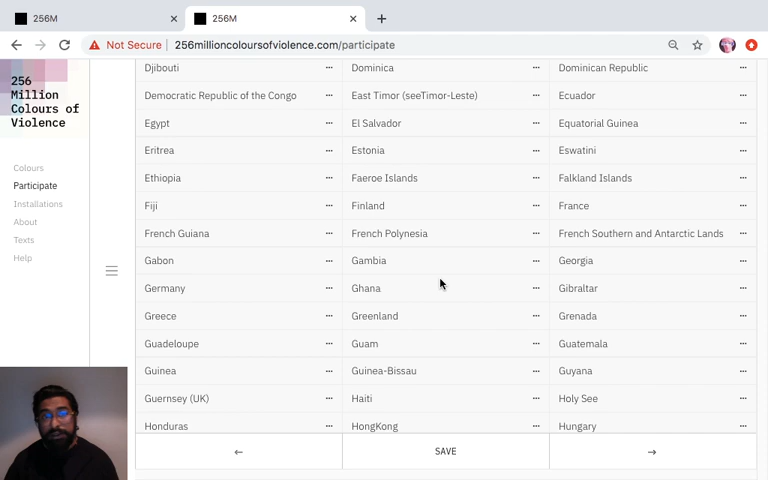 256M
256M
Not Secure
256millioncoloursofviolence.com/participate
256
Million
Colours of
Violence
Colours
Participate
Installations
About
Texts
Help
Djibouti Dominica Dominican Republic
Democratic Republic of the Congo East Timor (seeTimor-Leste) Ecuador
Egypt El Salvador Equatorial Guinea
Eritrea Estonia Eswatini
Ethiopia Faeroe Islands Falkland Islands
Fiji Finland France
French Guiana French Polynesia French Southern and Antarctic Lands
Gabon Gambia Georgia
Germany Ghana Gibraltar
Greece Greenland Grenada
Guadeloupe Guam Guatemala
Guinea Guinea-Bissau Guyana
Guernsey (UK) Haiti Holy See
Honduras HongKong Hungary
← SAVE →